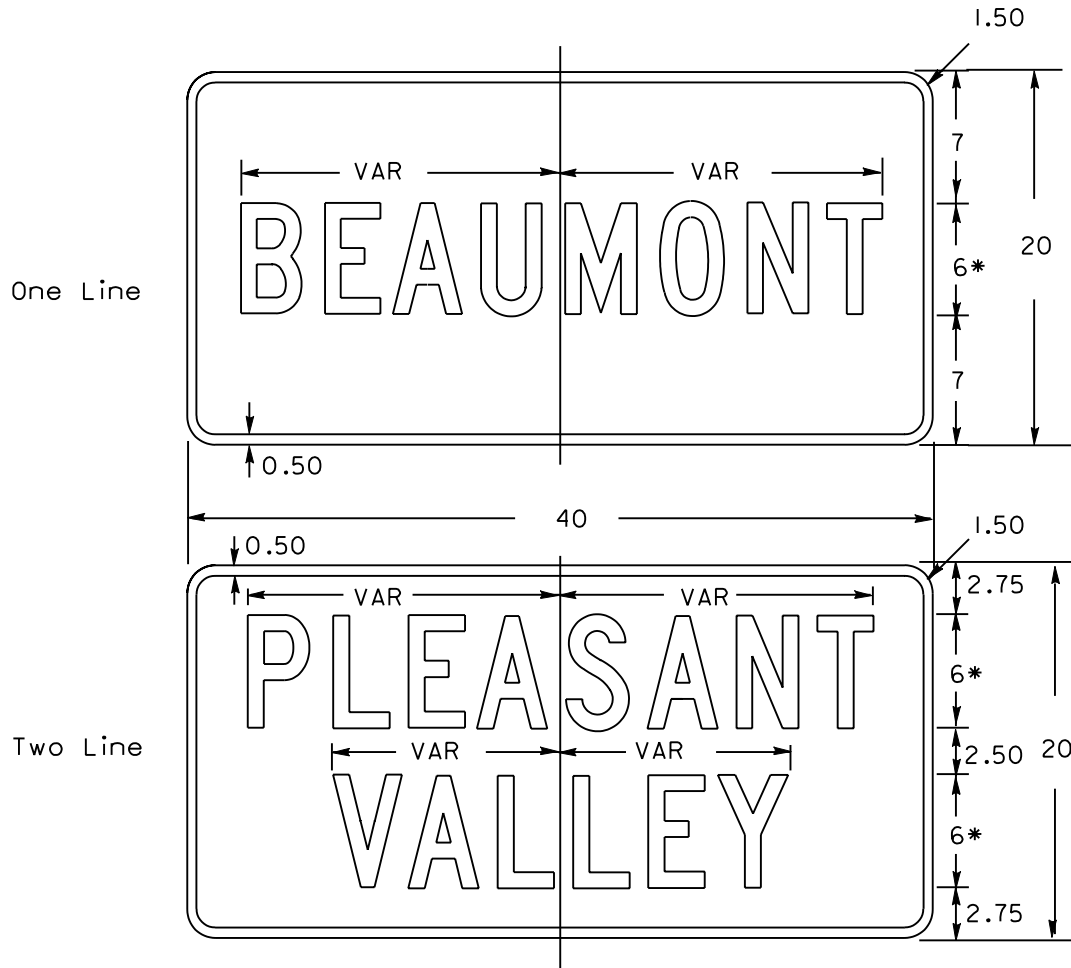 1.50
VAR VAR
7
BEAUMONT
6*
20
One Line
7
0.50
40
0.50
1.50
VAR VAR
2.75
PLEASANT
6*
Two Line
VAR VAR
2.50
20
VALLEY
6*
2.75